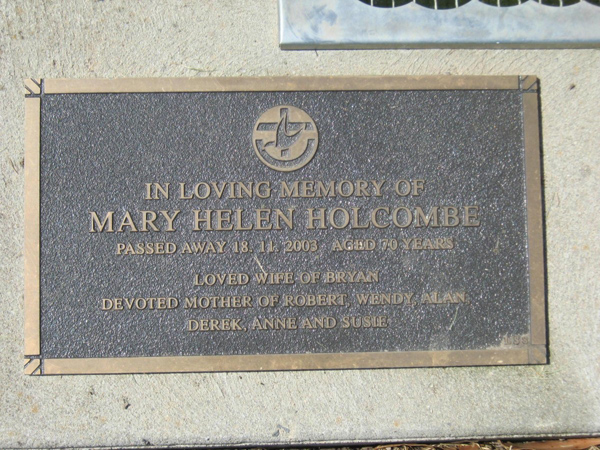 IN LOVING MEMORY OF
MARY HELEN HOLCOMBE
PASSED AWAY 18. 11. 2003 AGED 70 YEARS
LOVED WIFE OF BRYAN
DEVOTED MOTHER OF ROBERT, WENDY, ALAN,
DEREK, ANNE AND SUSIE